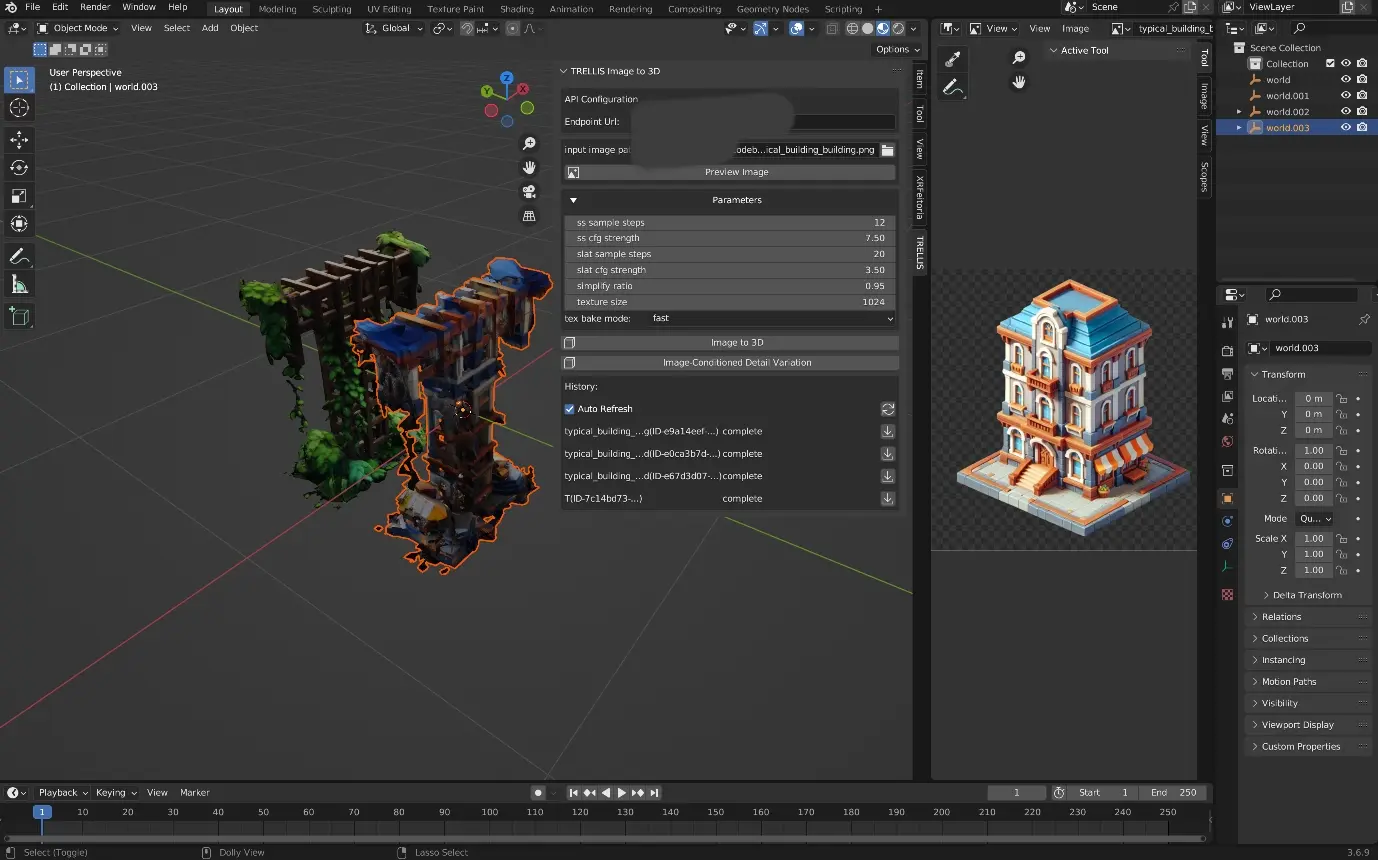 File Edit Render Window Help Layout Modeling Sculpting UV Editing Texture Paint Shading Animation Rendering Compositing Geometry Nodes Scripting + Scene ViewLayer
Object Mode View Select Add Object Global View View Image typical_building_b
Options
User Perspective
(1) Collection | world.003
Z
Y
X
TRELLIS Image to 3D
API Configuration
Endpoint Url:
input image pa
odeb...ical_building_building.png
Preview Image
Parameters
ss sample steps 12
ss cfg strength 7.50
slat sample steps 20
slat cfg strength 3.50
simplify ratio 0.95
texture size 1024
tex bake mode: fast
Image to 3D
Image-Conditioned Detail Variation
History:
Auto Refresh
typical_building_...g(ID-e9a14eef-...) complete
typical_building_...d(ID-e0ca3b7d-...) complete
typical_building_...d(ID-e67d3d07-...) complete
T(ID-7c14bd73-...) complete
Item
Tool
View
XRFeitoria
TRELLIS
Active Tool
Tool
Image
View
Scopes
Scene Collection
Collection
world
world.001
world.002
world.003
world.003
world.003
Transform
Locati... 0 m
Y 0 m
Z 0 m
Rotati... 1.00
X 0.00
Y 0.00
Z 0.00
Mode Qu...
Scale X 1.00
Y 1.00
Z 1.00
Delta Transform
Relations
Collections
Instancing
Motion Paths
Visibility
Viewport Display
Custom Properties
Playback Keying View Marker 1 Start 1 End 250
1 10 20 30 40 50 60 70 80 90 100 110 120 130 140 150 160 170 180 190 200 210 220 230 240 250
Select (Toggle) Dolly View Lasso Select 3.6.9